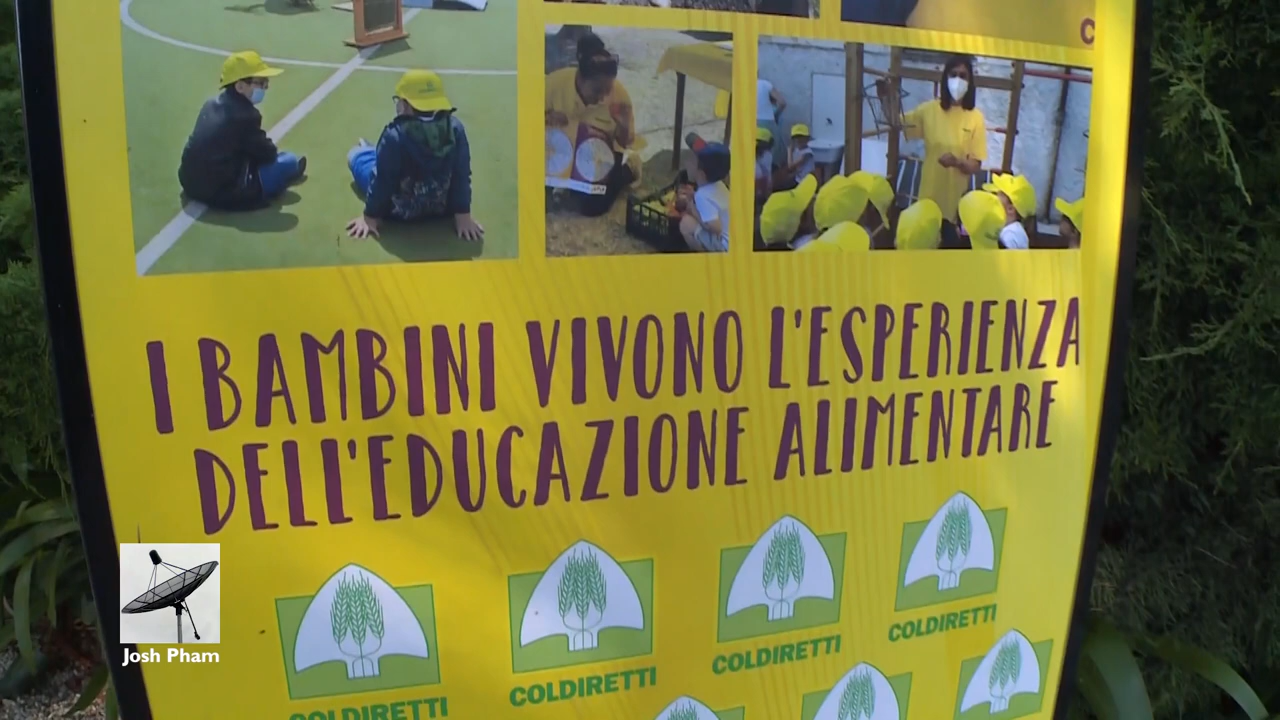 C
I BAMBINI VIVONO L'ESPERIENZA
DELL'EDUCAZIONE ALIMENTARE
COLDIRETTI
COLDIRETTI
COLDIRETTI
COLDIRETTI
Josh Pham